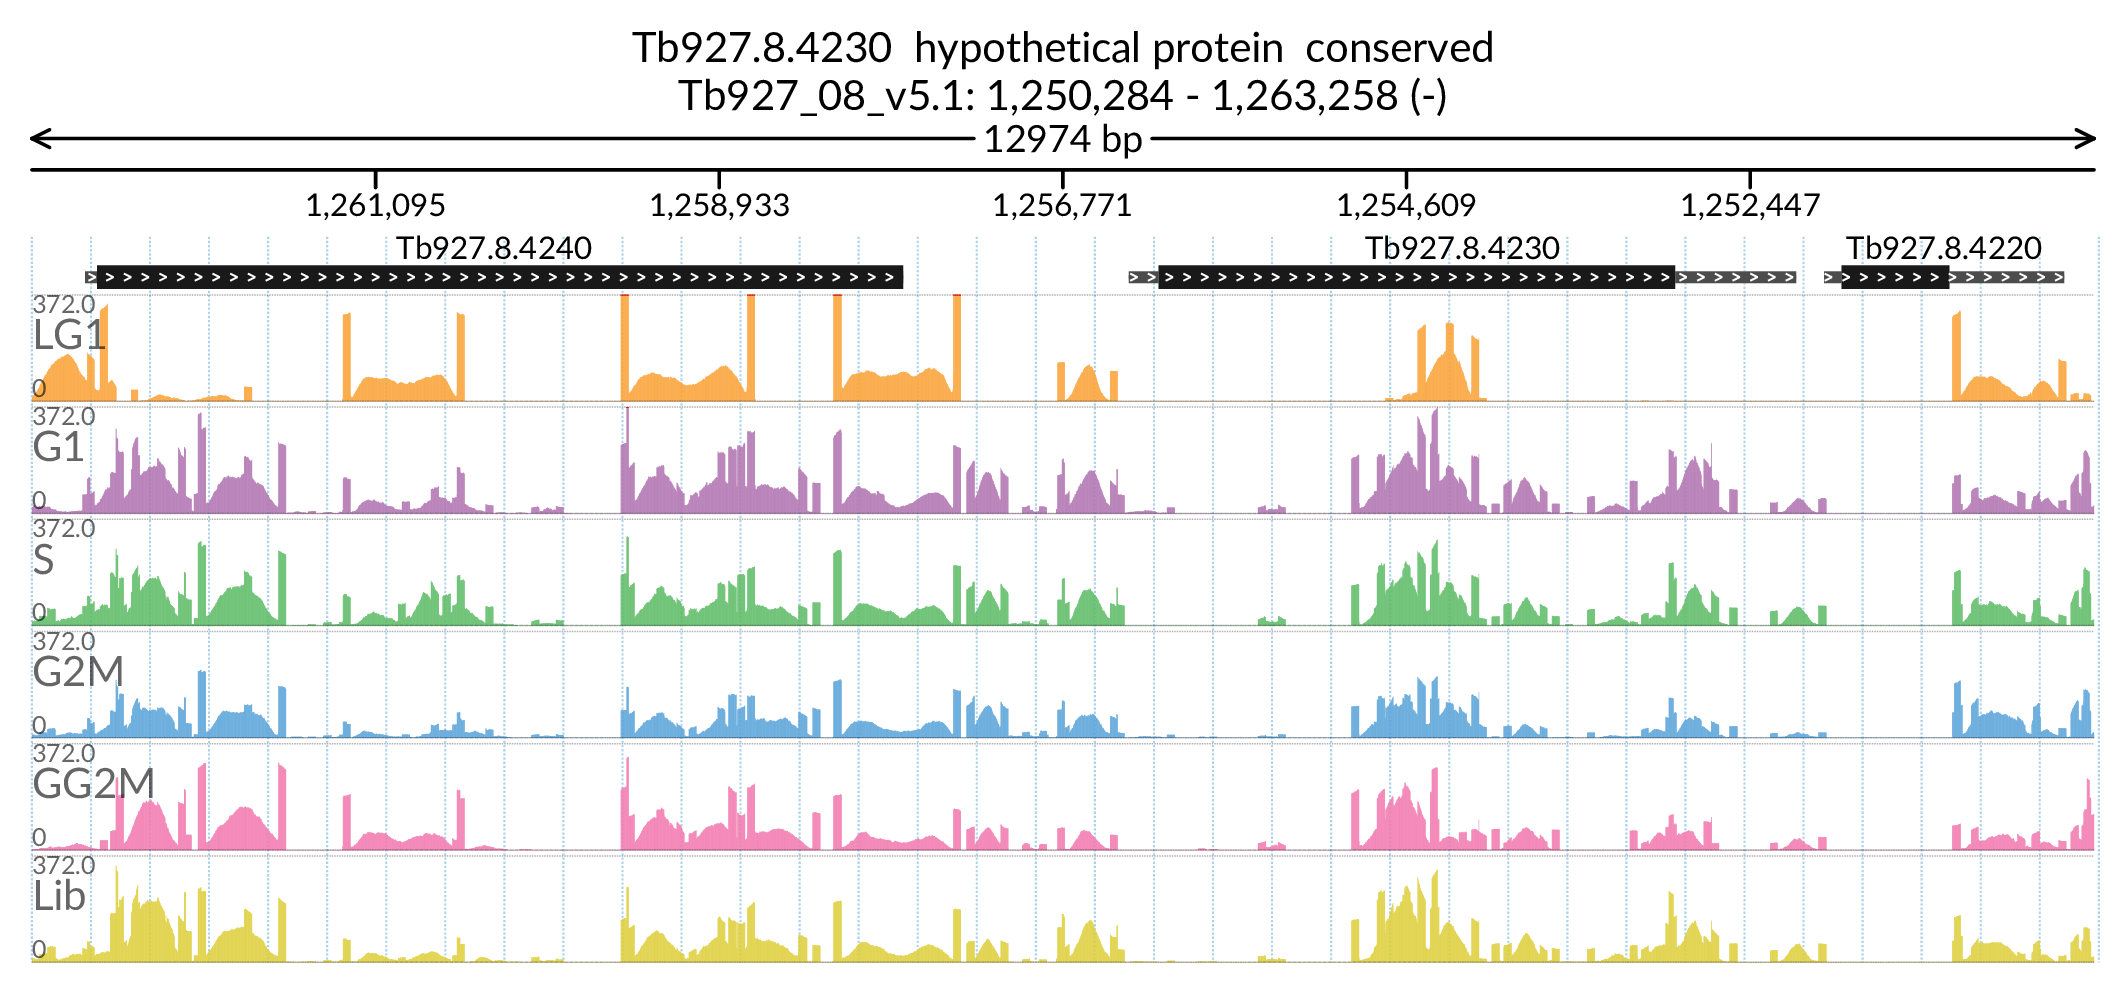 Tb927.8.4230  hypothetical protein  conserved
Tb927_08_v5.1: 1,250,284 - 1,263,258 (-)
12974 bp
1,261,095 1,258,933 1,256,771 1,254,609 1,252,447
Tb927.8.4240 Tb927.8.4230 Tb927.8.4220
372.0
LG1
0
372.0
G1
0
372.0
S
0
372.0
G2M
0
372.0
GG2M
0
372.0
Lib
0